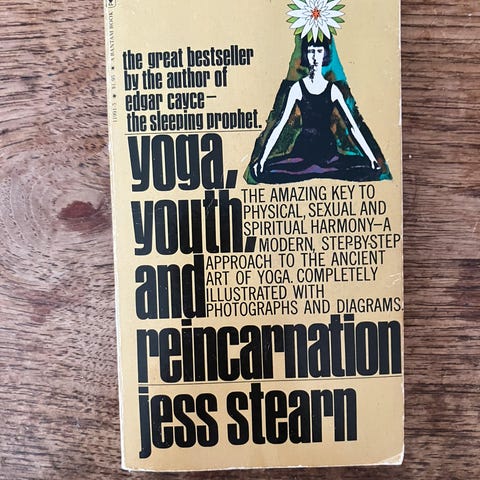 the great bestseller
by the author of
edgar cayce—
the sleeping prophet.
yoga,
youth,
and
reincarnation
THE AMAZING KEY TO
PHYSICAL, SEXUAL AND
SPIRITUAL HARMONY—A
MODERN, STEP-BY-STEP
APPROACH TO THE ANCIENT
ART OF YOGA. COMPLETELY
ILLUSTRATED WITH
PHOTOGRAPHS AND DIAGRAMS.
jess stearn
A BANTAM BOOK